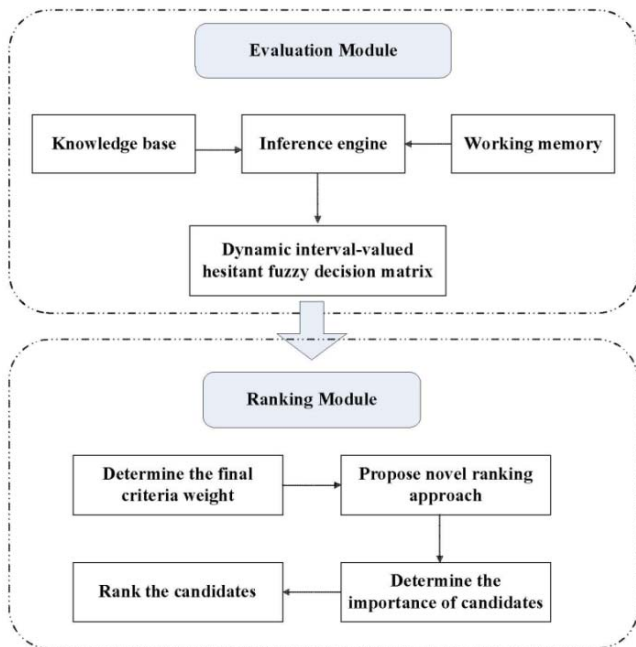 Evaluation Module
Knowledge base
Inference engine
Working memory
Dynamic interval-valued
hesitant fuzzy decision matrix
Ranking Module
Determine the final
criteria weight
Propose novel ranking
approach
Rank the candidates
Determine the
importance of candidates